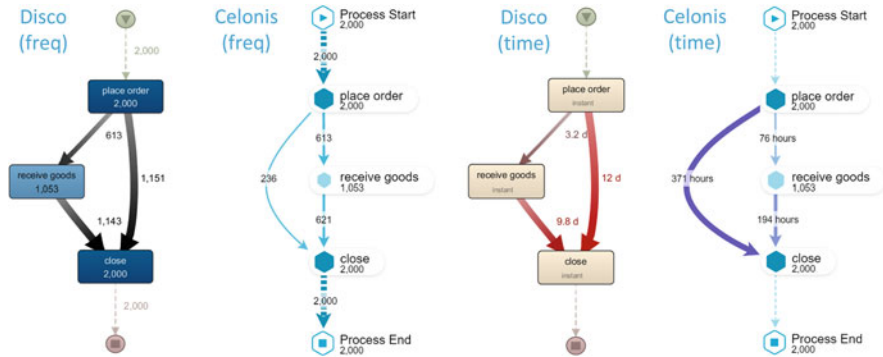 Disco
(freq)
2,000
place order
2,000
613
receive goods
1,053
1,151
1,143
close
2,000
2,000
Celonis
(freq)
Process Start
2,000
2,000
place order
2,000
613
236
receive goods
1,053
621
close
2,000
2,000
Process End
2,000
Disco
(time)
place order
instant
3.2 d
receive goods
instant
12 d
9.8 d
close
instant
Celonis
(time)
Process Start
2,000
place order
2,000
76 hours
371 hours
receive goods
1,053
194 hours
close
2,000
Process End
2,000